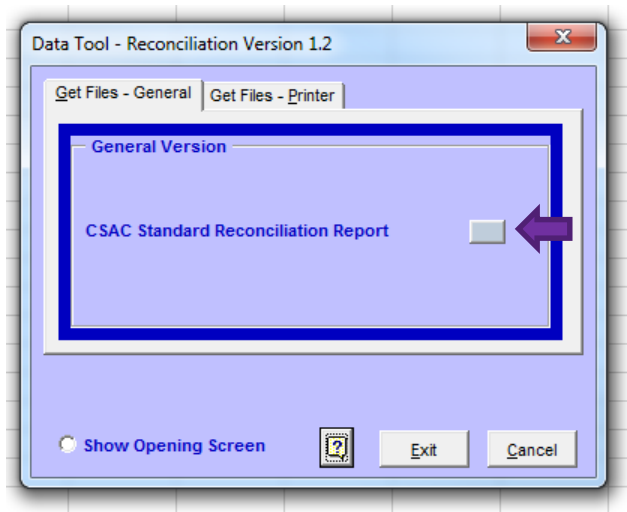 Data Tool - Reconciliation Version 1.2
x
Get Files - General
Get Files - Printer
General Version
CSAC Standard Reconciliation Report
Show Opening Screen
?
Exit
Cancel